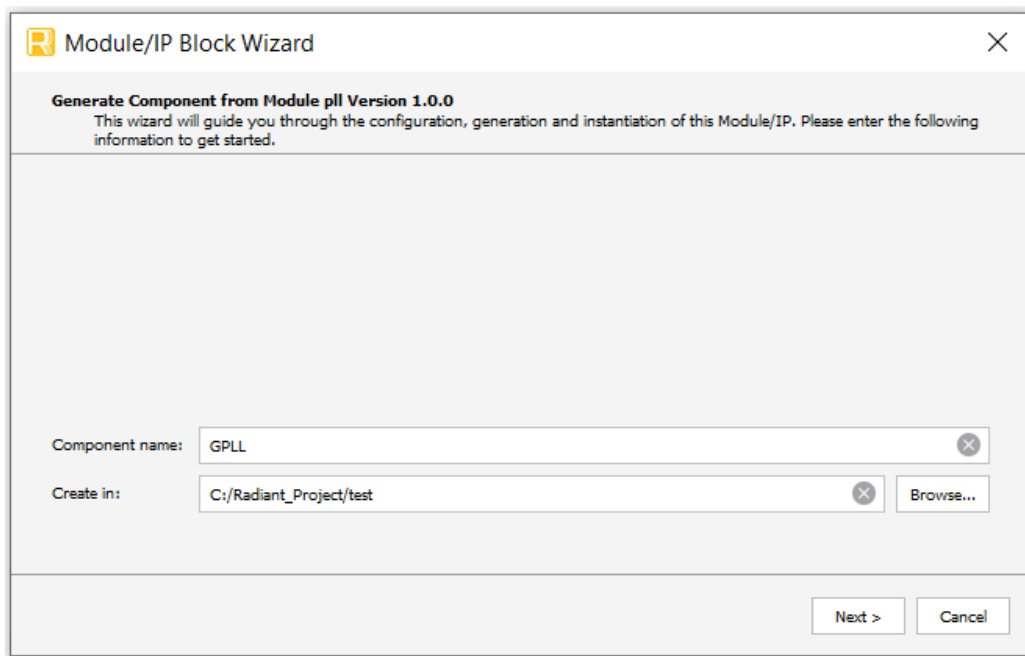 Module/IP Block Wizard
Generate Component from Module pll Version 1.0.0
This wizard will guide you through the configuration, generation and instantiation of this Module/IP. Please enter the following
information to get started.
Component name: GPLL
Create in: C:/Radiant_Project/test Browse...
Next > Cancel